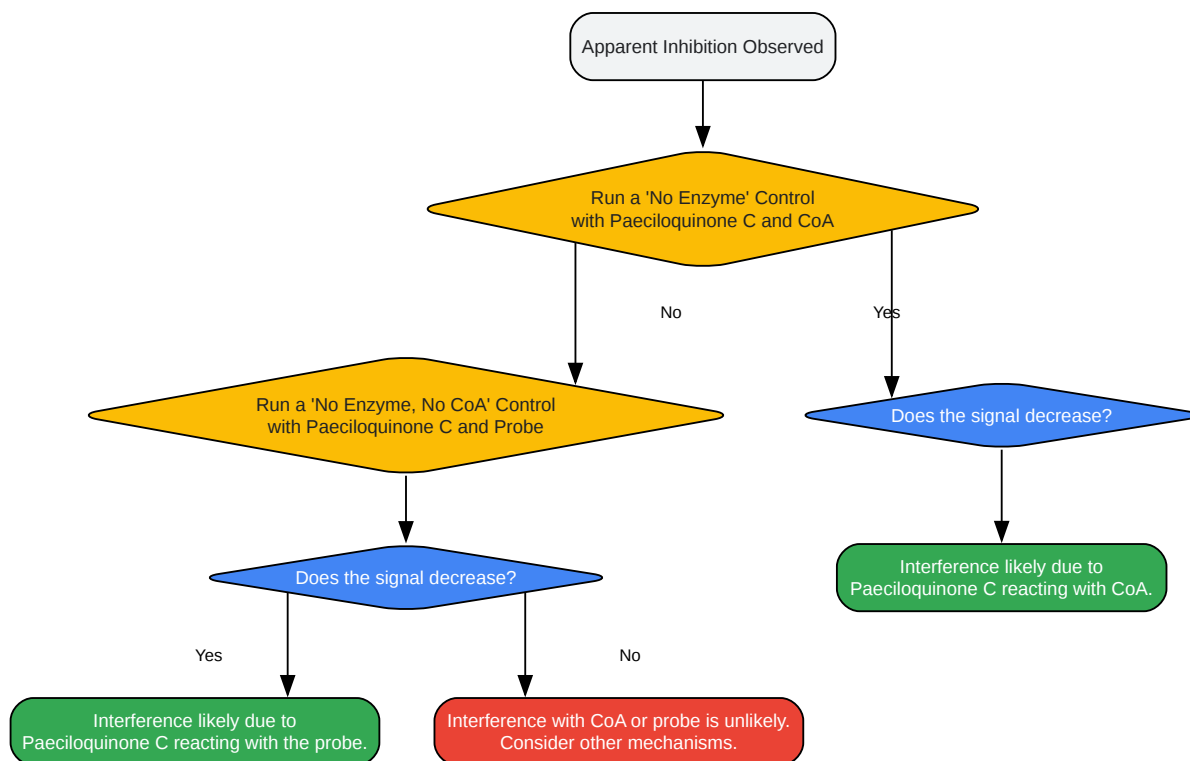 Apparent Inhibition Observed
Run a 'No Enzyme' Control
with Paeciloquinone C and CoA
No
Yes
Run a 'No Enzyme, No CoA' Control
with Paeciloquinone C and Probe
Does the signal decrease?
Does the signal decrease?
Interference likely due to
Paeciloquinone C reacting with CoA.
Yes
No
Interference likely due to
Paeciloquinone C reacting with the probe.
Interference with CoA or probe is unlikely.
Consider other mechanisms.